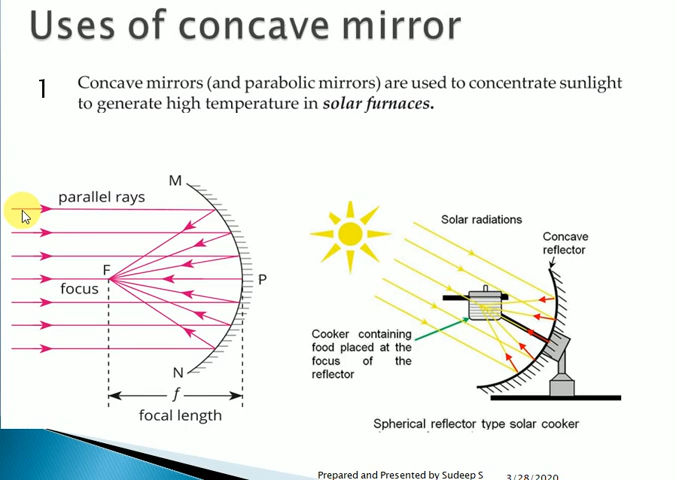 Uses of concave mirror
1
Concave mirrors (and parabolic mirrors) are used to concentrate sunlight
to generate high temperature in solar furnaces.
M
parallel rays
F
focus
P
N
f
focal length
Solar radiations
Concave
reflector
Cooker containing
food placed at the
focus of the
reflector
Spherical reflector type solar cooker
Prepared and Presented by Sudeep S
3/28/2020